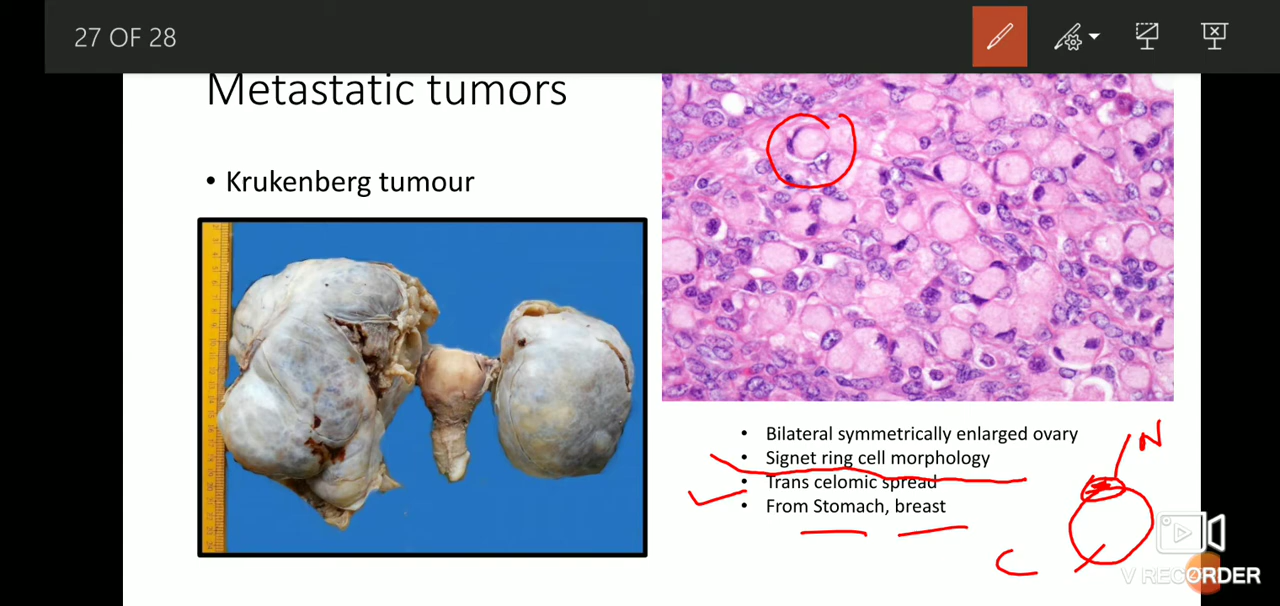 27 OF 28
Metastatic tumors
• Krukenberg tumour
• Bilateral symmetrically enlarged ovary
• Signet ring cell morphology
• Trans celomic spread
• From Stomach, breast
N
C
V RECORDER